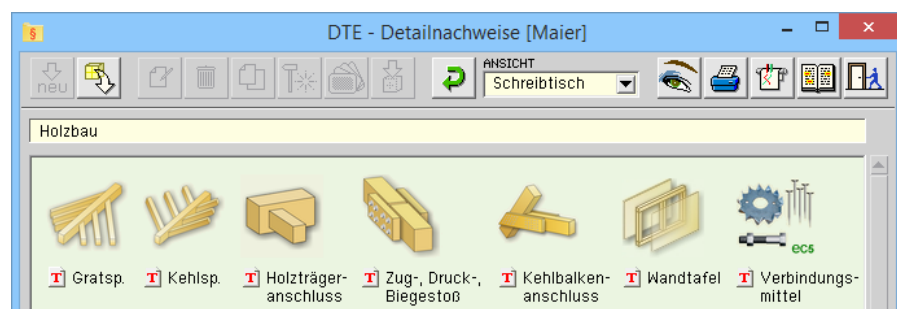 § DTE - Detailnachweise [Maier]
neu
ANSICHT
Schreibtisch
Holzbau
ec5
T Gratsp. T Kehlsp. T Holzträger- T Zug-, Druck-, T Kehlbalken- T Wandtafel T Verbindungs-
anschluss Biegestoß anschluss mittel